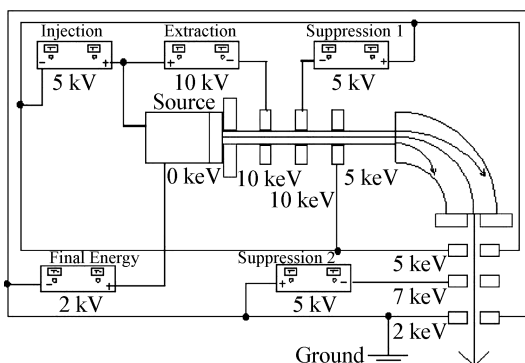 Injection
Extraction
Suppression 1
- +
+ -
- +
5 kV
10 kV
5 kV
Source
0 keV
10 keV
10 keV
5 keV
Final Energy
Suppression 2
- +
+ -
2 kV
5 kV
5 keV
7 keV
2 keV
Ground